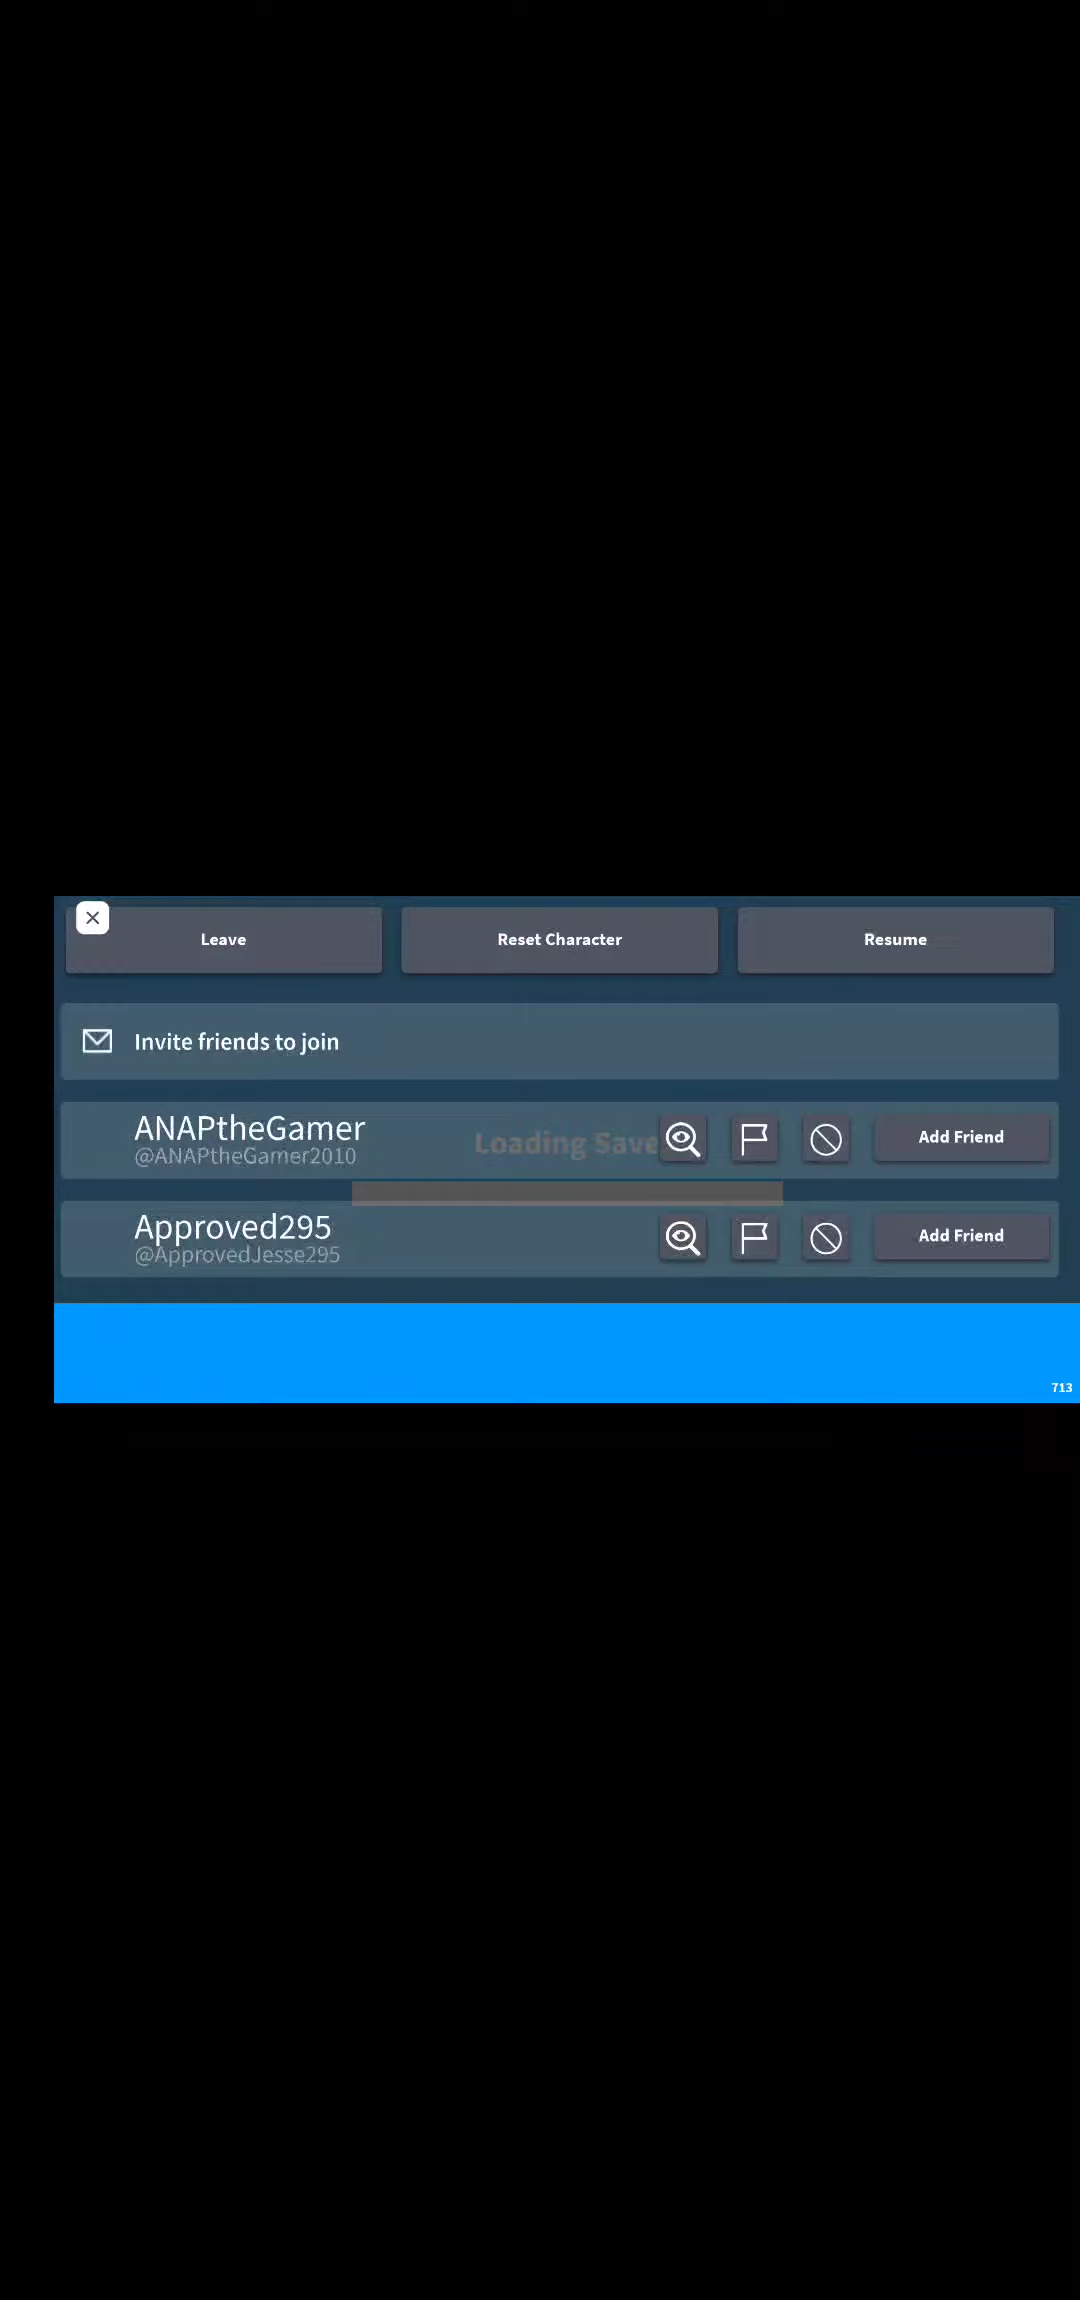 Leave
Reset Character
Resume
Invite friends to join
ANAPtheGamer
@ANAPtheGamer2010
Loading Save
Add Friend
Approved295
@ApprovedJesse295
Add Friend
713